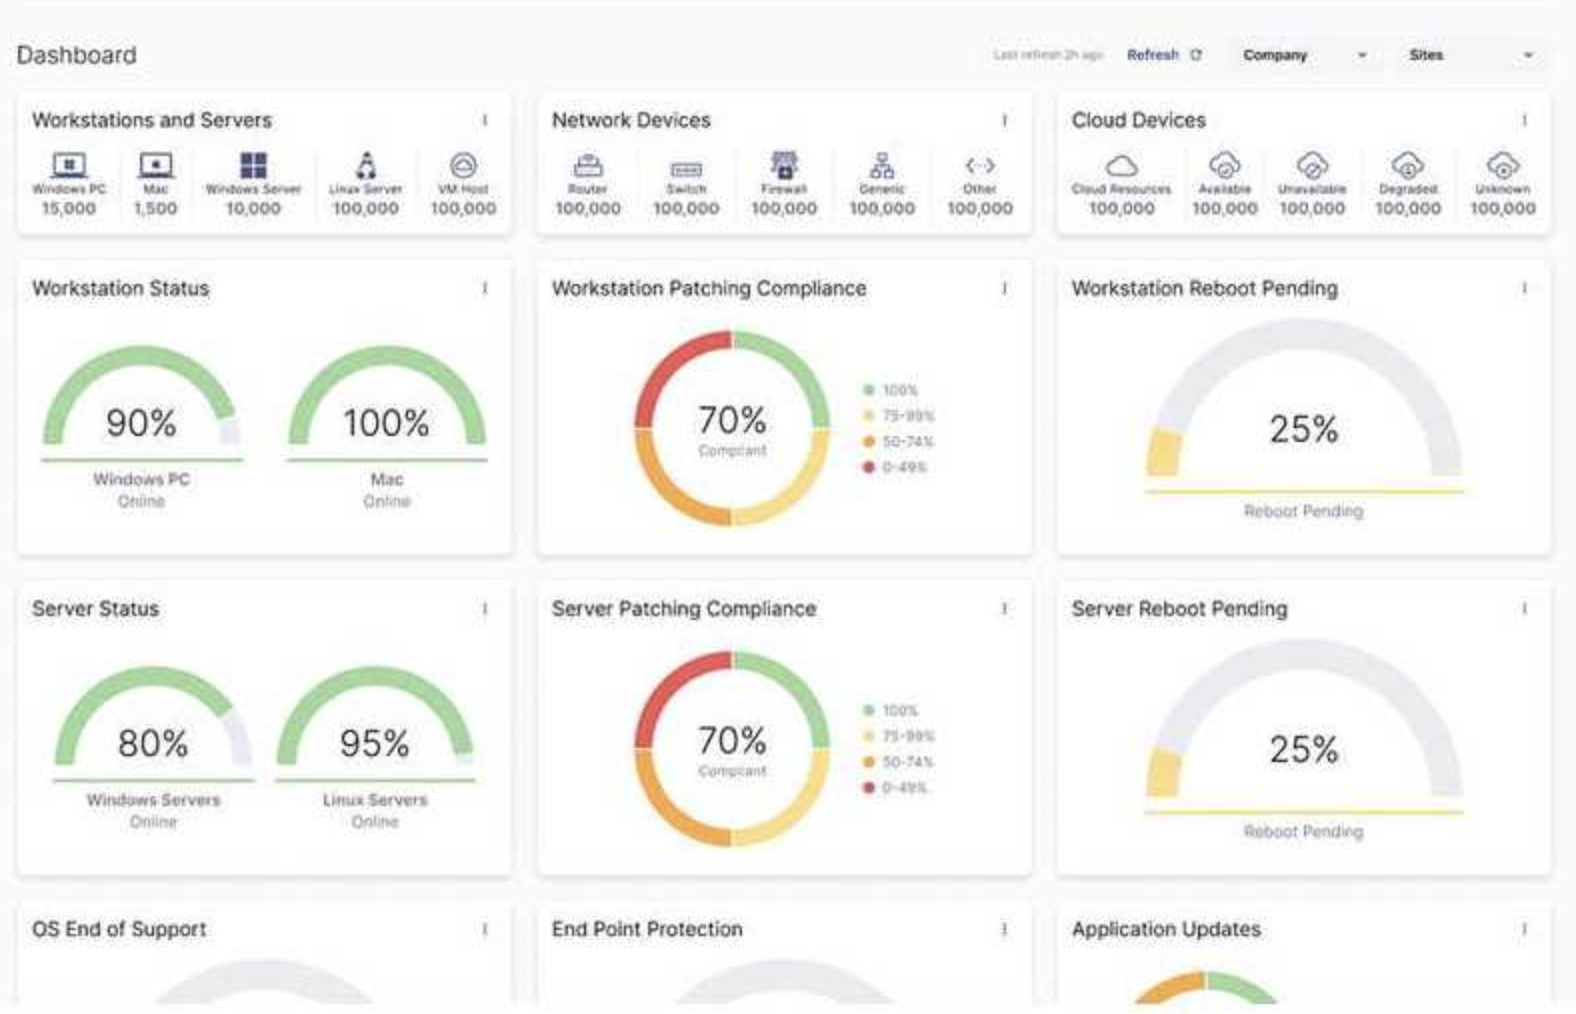 Dashboard
Last refresh 2h ago Refresh Company Sites
Workstations and Servers
Windows PC Mac Windows Server Linux Server VM Host
15,000 1,500 10,000 100,000 100,000
Network Devices
Router Switch Firewall Generic Other
100,000 100,000 100,000 100,000 100,000
Cloud Devices
Cloud Resources Available Unavailable Degraded Unknown
100,000 100,000 100,000 100,000 100,000
Workstation Status
90% 100%
Windows PC Mac
Online Online
Workstation Patching Compliance
70%
Compliant
100%
75-99%
50-74%
0-49%
Workstation Reboot Pending
25%
Reboot Pending
Server Status
80% 95%
Windows Servers Linux Servers
Online Online
Server Patching Compliance
70%
Compliant
100%
75-99%
50-74%
0-49%
Server Reboot Pending
25%
Reboot Pending
OS End of Support
End Point Protection
Application Updates